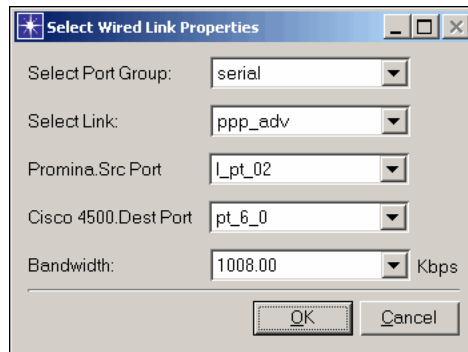 Select Wired Link Properties
Select Port Group: serial
Select Link: ppp_adv
Promina.Src Port l_pt_02
Cisco 4500.Dest Port pt_6_0
Bandwidth: 1008.00 Kbps
OK Cancel